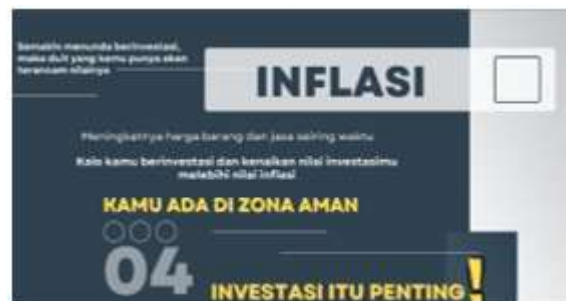 Semakin menunda berinvestasi,
maka duit yang kamu punya akan
terancam nilainya
INFLASI
Meningkatnya harga barang dan jasa seiring waktu
Kalo kamu berinvestasi dan kenaikan nilai investasimu
melebihi nilai inflasi
KAMU ADA DI ZONA AMAN
04
INVESTASI ITU PENTING!